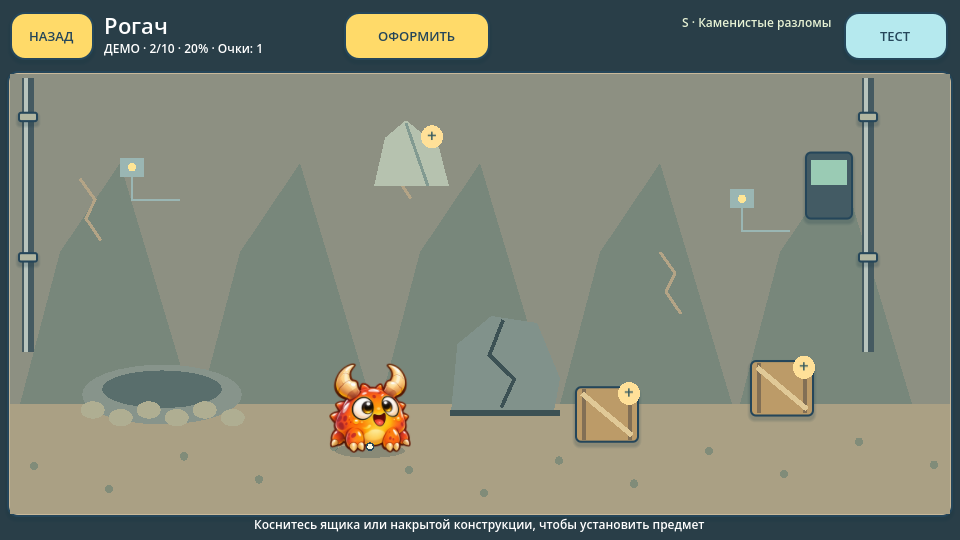 НАЗАД
Рогач
ДЕМО · 2/10 · 20% · Очки: 1
ОФОРМИТЬ
S · Каменистые разломы
ТЕСТ
+
+
+
Коснитесь ящика или накрытой конструкции, чтобы установить предмет